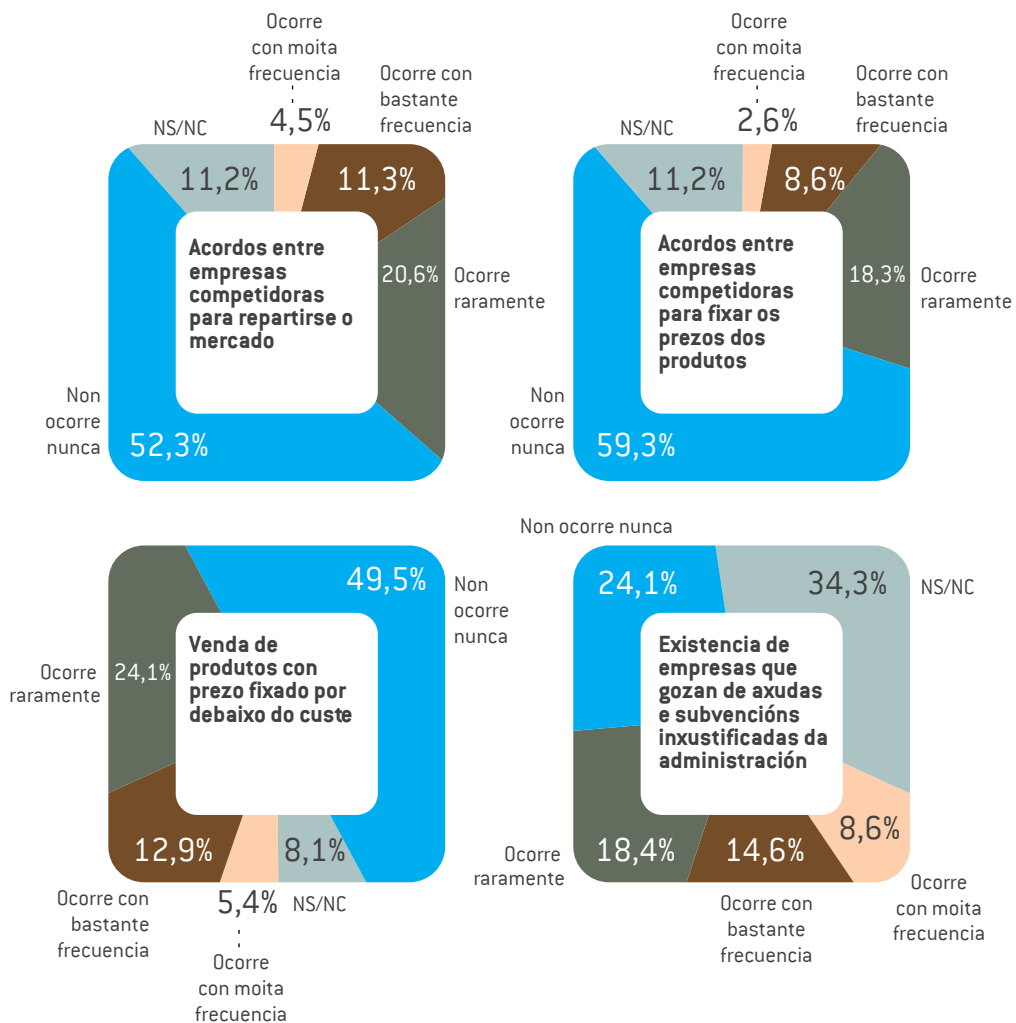 Ocorre
con moita
frecuencia
4,5%
Ocorre con
bastante
frecuencia
11,3%
NS/NC
11,2%
Acordos entre
empresas
competidoras
para repartirse o
mercado
20,6%
Ocorre
raramente
Non
ocorre
nunca
52,3%
Ocorre
con moita
frecuencia
2,6%
Ocorre con
bastante
frecuencia
8,6%
NS/NC
11,2%
Acordos entre
empresas
competidoras
para fixar os
prezos dos
produtos
18,3%
Ocorre
raramente
Non
ocorre
nunca
59,3%
49,5%
Non
ocorre
nunca
Venda de
produtos con
prezo fixado por
debaixo do custe
Ocorre
raramente
24,1%
12,9%
Ocorre con
bastante
frecuencia
5,4%
Ocorre
con moita
frecuencia
8,1%
NS/NC
Non ocorre nunca
24,1%
34,3%
NS/NC
Existencia de
empresas que
gozan de axudas
e subvencións
inxustificadas da
administración
18,4%
Ocorre
raramente
14,6%
Ocorre con
bastante
frecuencia
8,6%
Ocorre
con moita
frecuencia